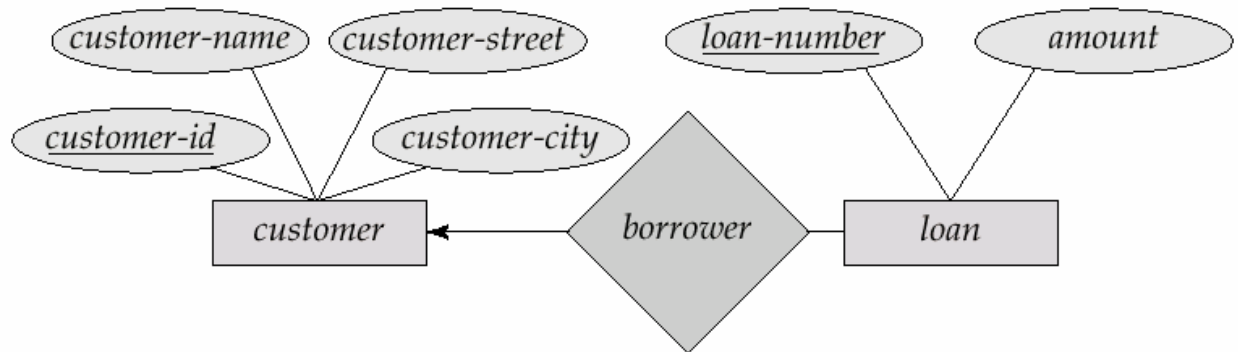 customer-name
customer-street
loan-number
amount
customer-id
customer-city
customer
borrower
loan